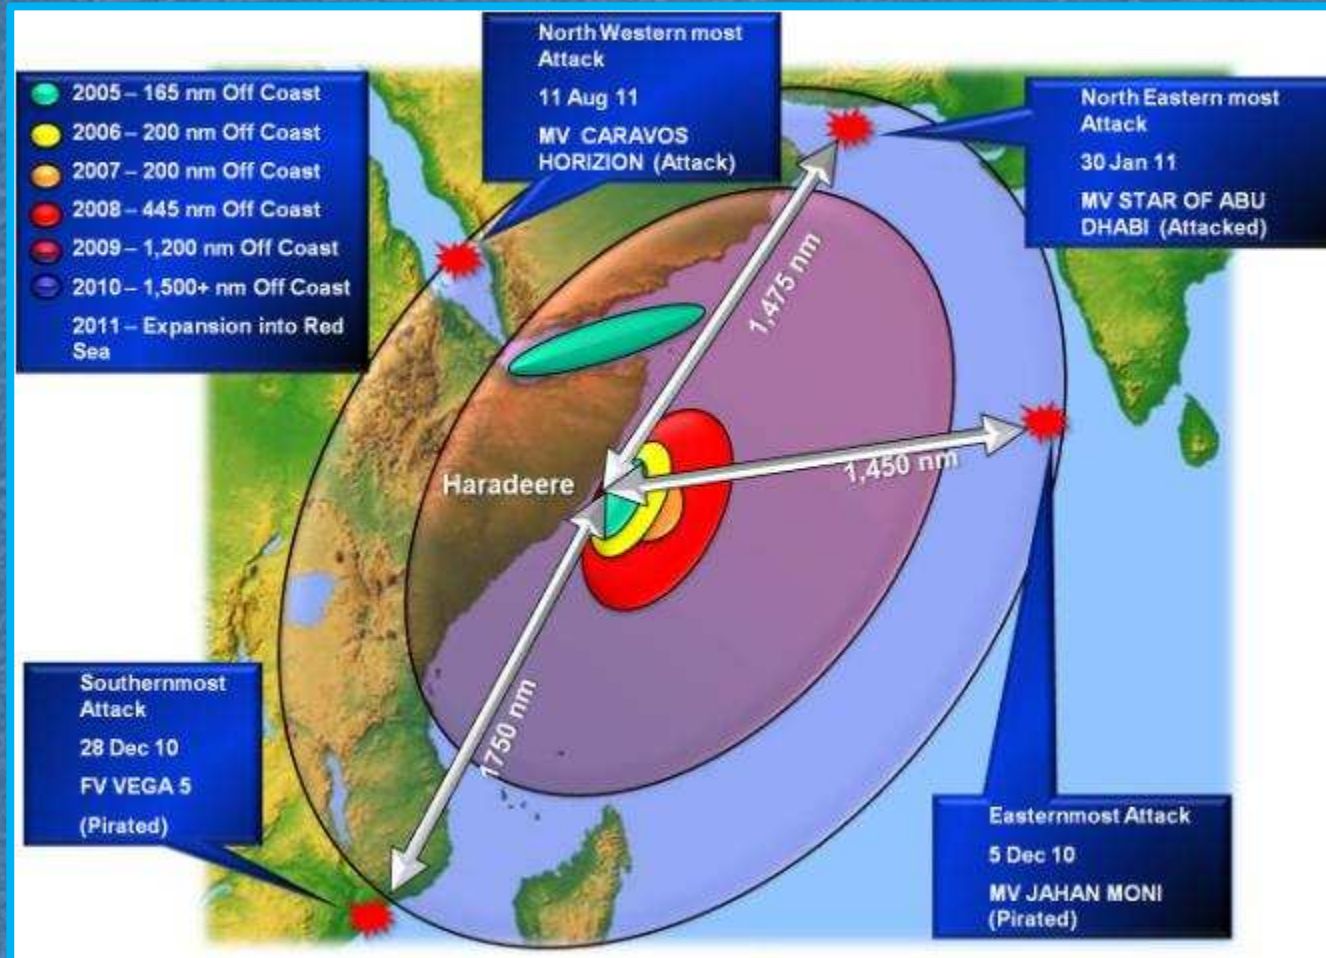 2005 – 165 nm Off Coast
2006 – 200 nm Off Coast
2007 – 200 nm Off Coast
2008 – 445 nm Off Coast
2009 – 1,200 nm Off Coast
2010 – 1,500+ nm Off Coast
2011 – Expansion into Red
Sea
North Western most
Attack
11 Aug 11
MV CARAVOS
HORIZION (Attack)
North Eastern most
Attack
30 Jan 11
MV STAR OF ABU
DHABI (Attacked)
1,475 nm
1,450 nm
Haradeere
1750 nm
Southernmost
Attack
28 Dec 10
FV VEGA 5
(Pirated)
Easternmost Attack
5 Dec 10
MV JAHAN MONI
(Pirated)